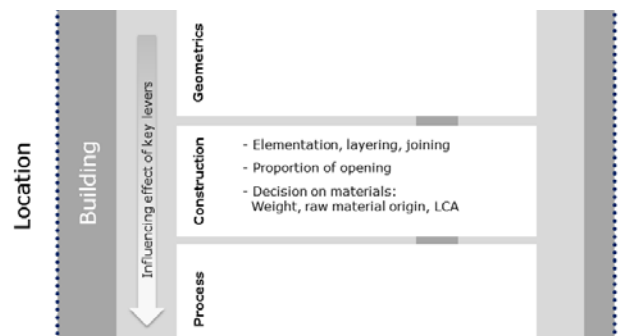 Location
Building
Influencing effect of key levers
Geometrics
Construction
- Elementation, layering, joining
- Proportion of opening
- Decision on materials:
Weight, raw material origin, LCA
Process